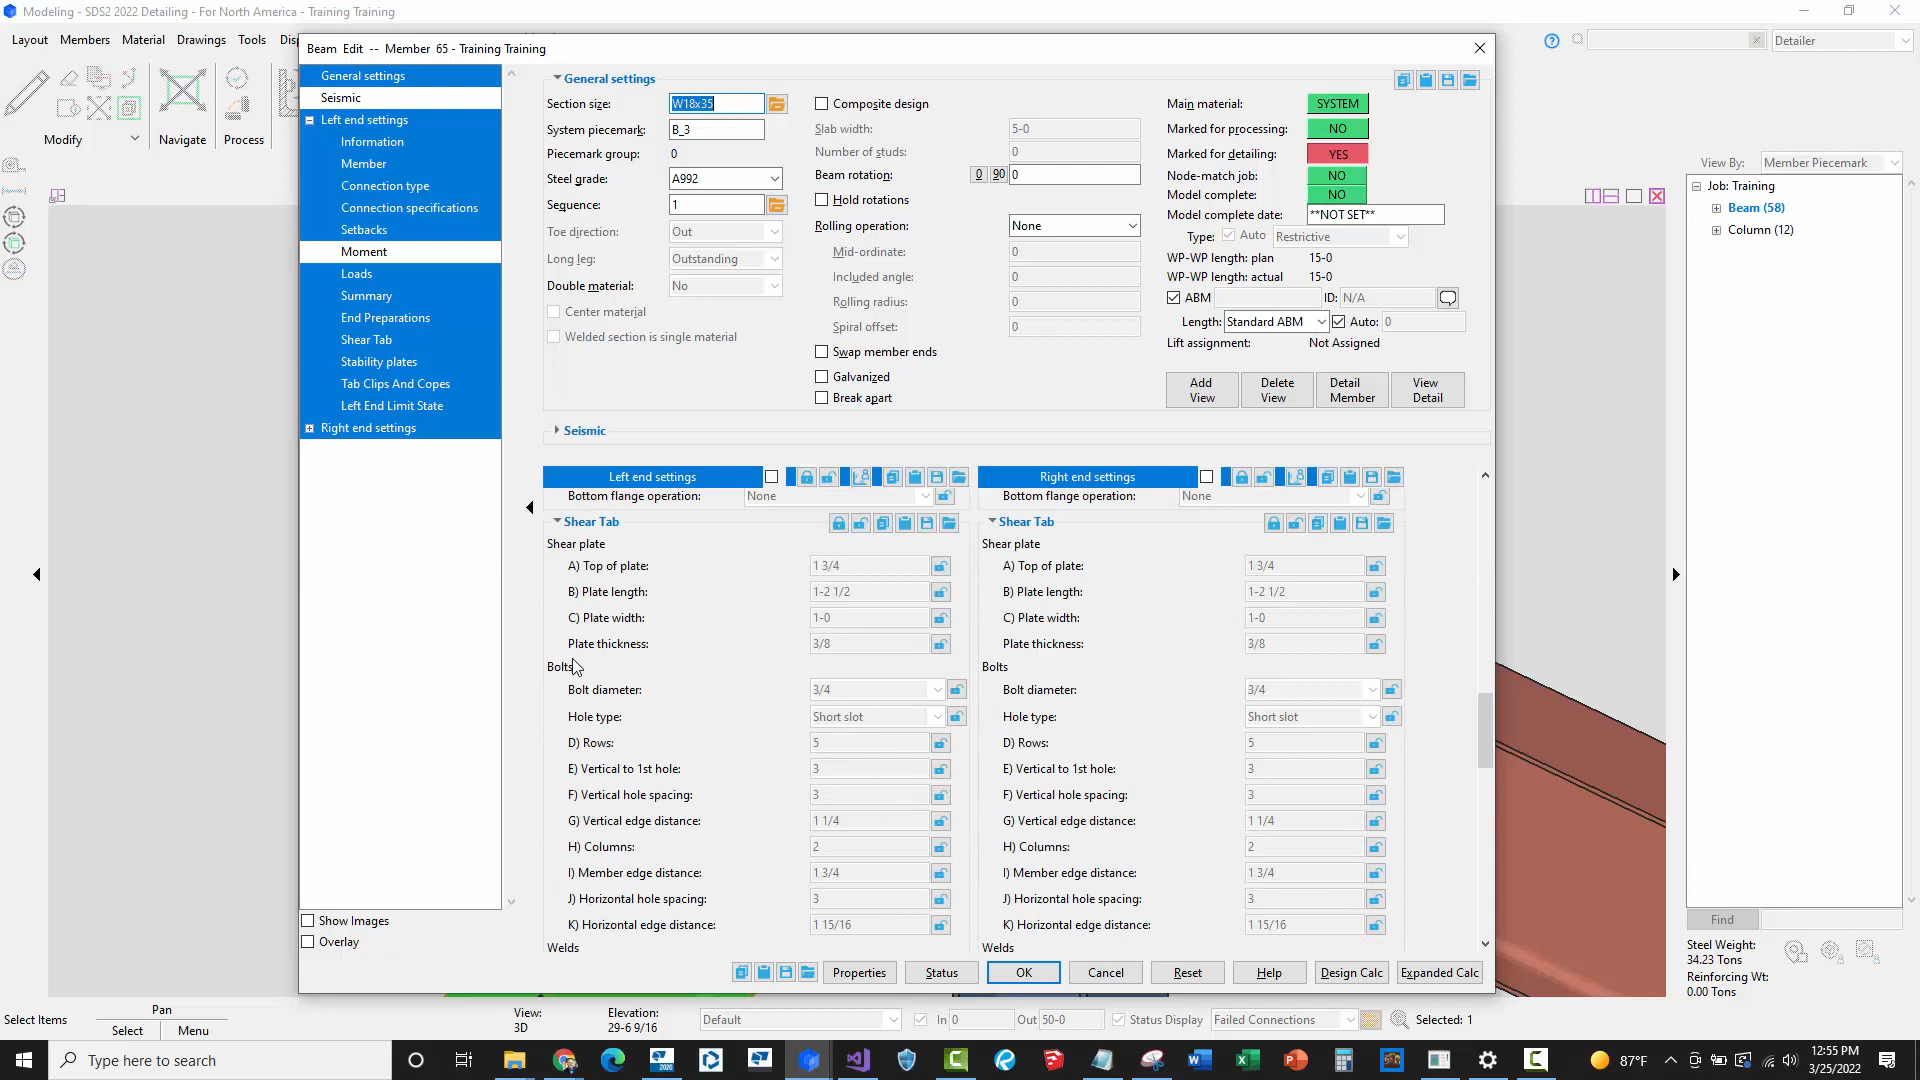 Modeling - SDS2 2022 Detailing - For North America - Training Training
Layout Members Material Drawings Tools
Detailer
Modify Navigate Process
Beam Edit -- Member 65 - Training Training
General settings
Seismic
Left end settings
Information
Member
Connection type
Connection specifications
Setbacks
Moment
Loads
Summary
End Preparations
Shear Tab
Stability plates
Tab Clips And Copes
Left End Limit State
Right end settings
Show Images
Overlay
General settings
Section size: W18x35
System piecemark: B_3
Piecemark group: 0
Steel grade: A992
Sequence: 1
Toe direction: Out
Long leg: Outstanding
Double material: No
Center material
Welded section is single material
Composite design
Slab width: 5-0
Number of studs: 0
Beam rotation: 0 90 0
Hold rotations
Rolling operation: None
Mid-ordinate: 0
Included angle: 0
Rolling radius: 0
Spiral offset: 0
Swap member ends
Galvanized
Break apart
Main material: SYSTEM
Marked for processing: NO
Marked for detailing: YES
Node-match job: NO
Model complete: NO
Model complete date: **NOT SET**
Type: Auto Restrictive
WP-WP length: plan 15-0
WP-WP length: actual 15-0
ABM ID: N/A
Length: Standard ABM Auto: 0
Lift assignment: Not Assigned
Add View Delete View Detail Member View Detail
Seismic
Left end settings Right end settings
Bottom flange operation: None Bottom flange operation: None
Shear Tab Shear Tab
Shear plate Shear plate
A) Top of plate: 1 3/4 A) Top of plate: 1 3/4
B) Plate length: 1-2 1/2 B) Plate length: 1-2 1/2
C) Plate width: 1-0 C) Plate width: 1-0
Plate thickness: 3/8 Plate thickness: 3/8
Bolts Bolts
Bolt diameter: 3/4 Bolt diameter: 3/4
Hole type: Short slot Hole type: Short slot
D) Rows: 5 D) Rows: 5
E) Vertical to 1st hole: 3 E) Vertical to 1st hole: 3
F) Vertical hole spacing: 3 F) Vertical hole spacing: 3
G) Vertical edge distance: 1 1/4 G) Vertical edge distance: 1 1/4
H) Columns: 2 H) Columns: 2
I) Member edge distance: 1 3/4 I) Member edge distance: 1 3/4
J) Horizontal hole spacing: 3 J) Horizontal hole spacing: 3
K) Horizontal edge distance: 1 15/16 K) Horizontal edge distance: 1 15/16
Welds Welds
Properties Status OK Cancel Reset Help Design Calc Expanded Calc
View By: Member Piecemark
Job: Training
Beam (58)
Column (12)
Find
Steel Weight:
34.23 Tons
Reinforcing Wt:
0.00 Tons
Select Items
Pan
Select Menu
View:
3D
Elevation:
29-6 9/16
Default In 0 Out 50-0 Status Display Failed Connections Selected: 1
Type here to search
2020
87°F
12:55 PM
3/25/2022